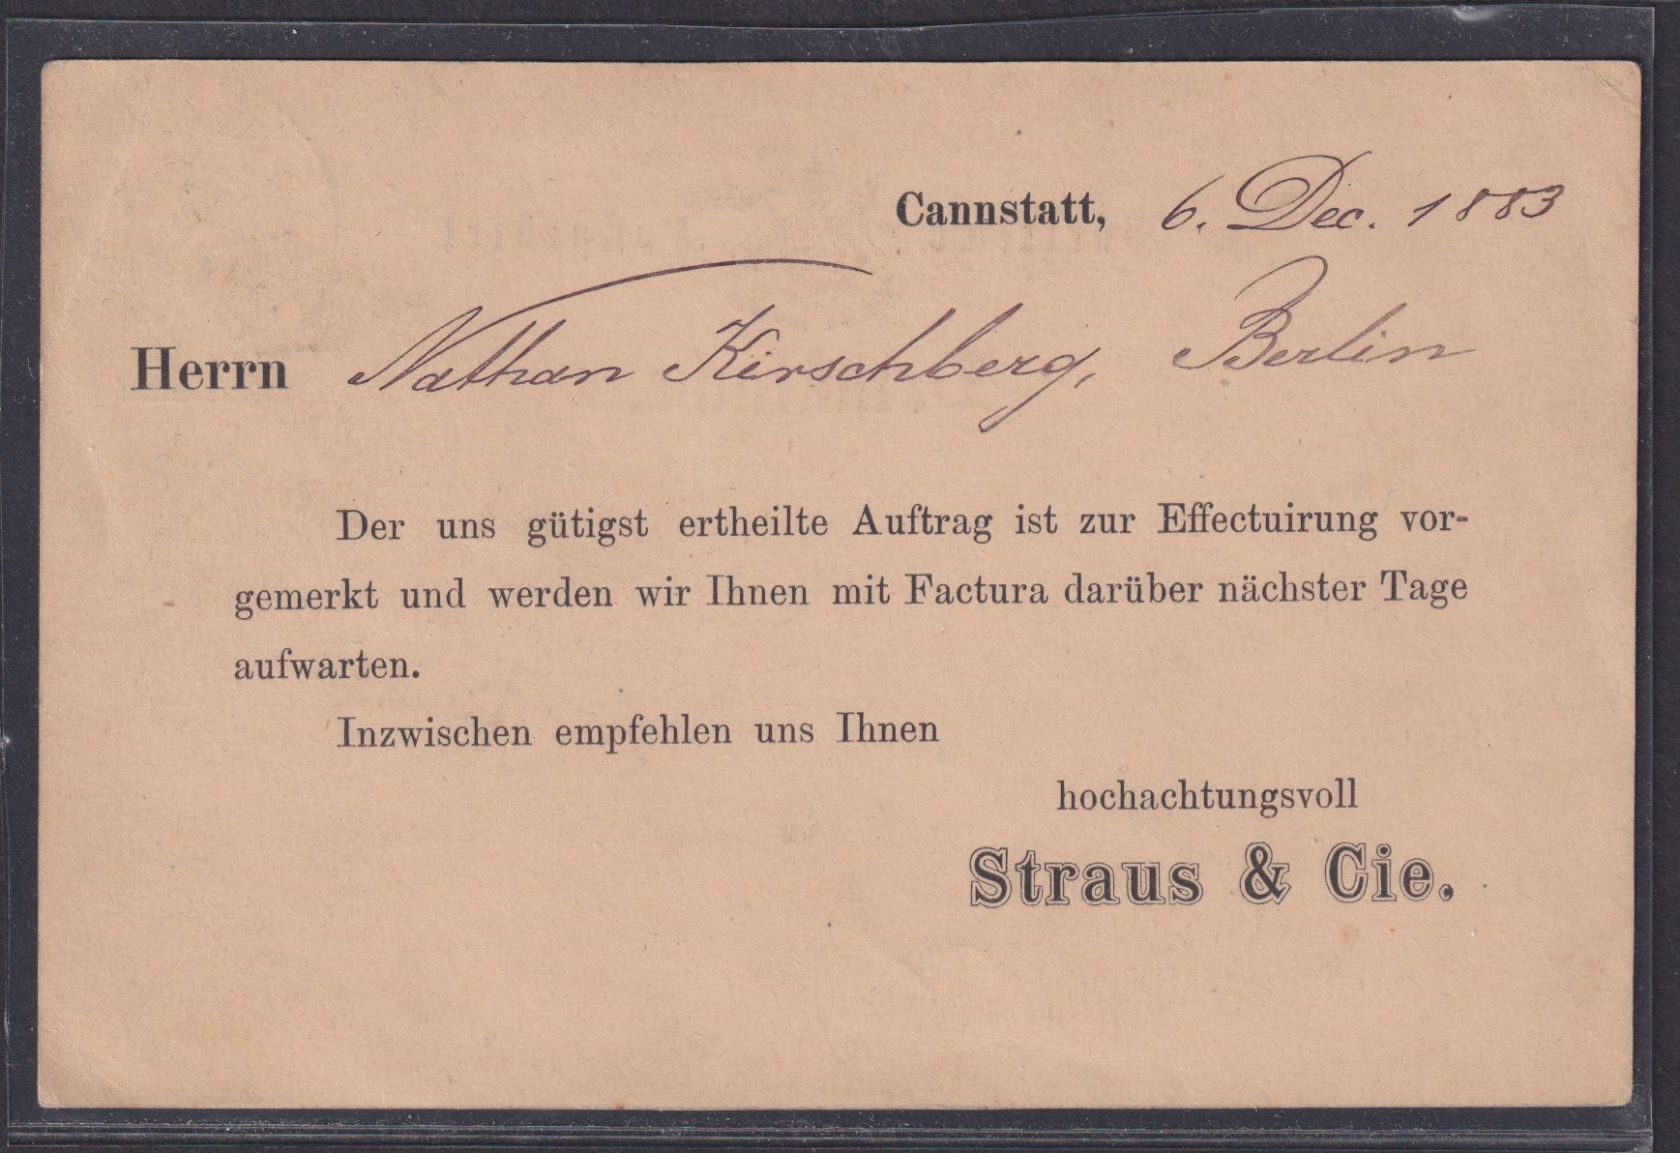 Cannstatt, 6. Dec. 1883
Herrn Nathan Kirschberg, Berlin
Der uns gütigst ertheilte Auftrag ist zur Effectuirung vor-
gemerkt und werden wir Ihnen mit Factura darüber nächster Tage
aufwarten.
Inzwischen empfehlen uns Ihnen
hochachtungsvoll
Straus & Cie.